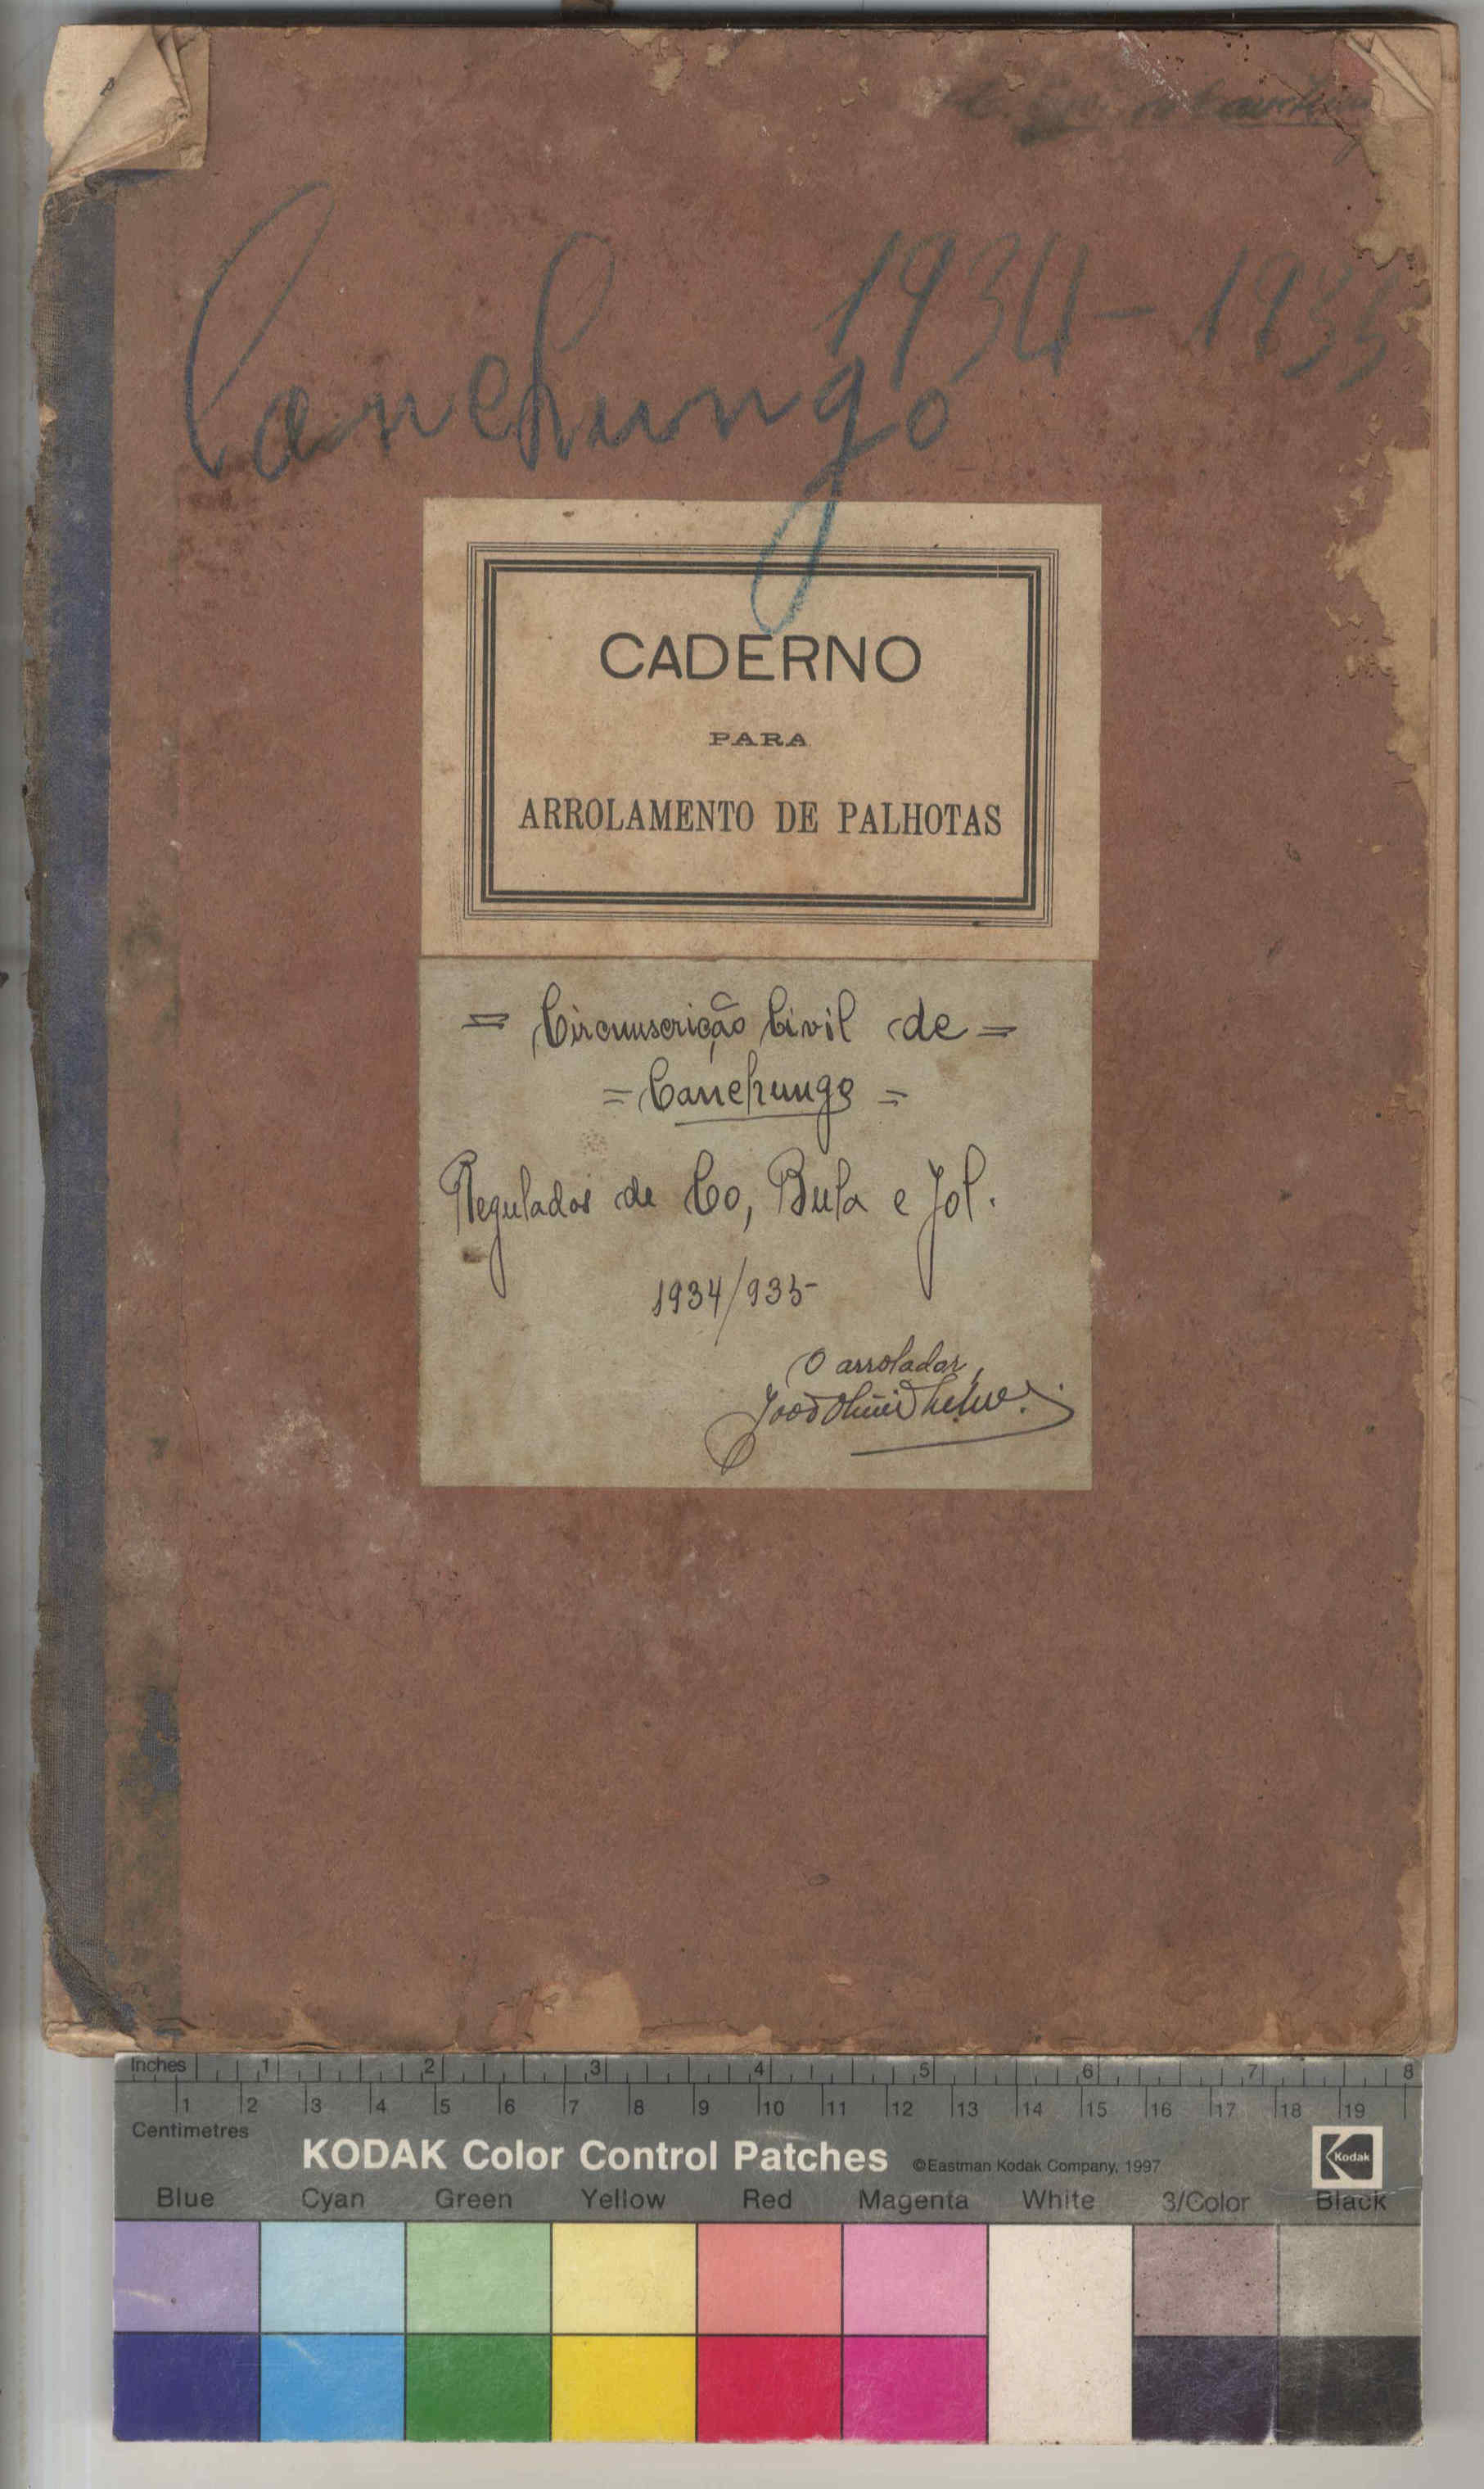 1934-1935
Canchungo
CADERNO
PARA
ARROLAMENTO DE PALHOTAS
= Circunscrição Civil de =
= Canchungo =
Regulados de Co, Bula e Jol.
1934/935
O arrolador,
João
Inches 1 2 3 4 5 6 7 8
1 2 3 4 5 6 7 8 9 10 11 12 13 14 15 16 17 18 19
Centimetres
KODAK Color Control Patches ©Eastman Kodak Company, 1997 Kodak
Blue Cyan Green Yellow Red Magenta White 3/Color Black